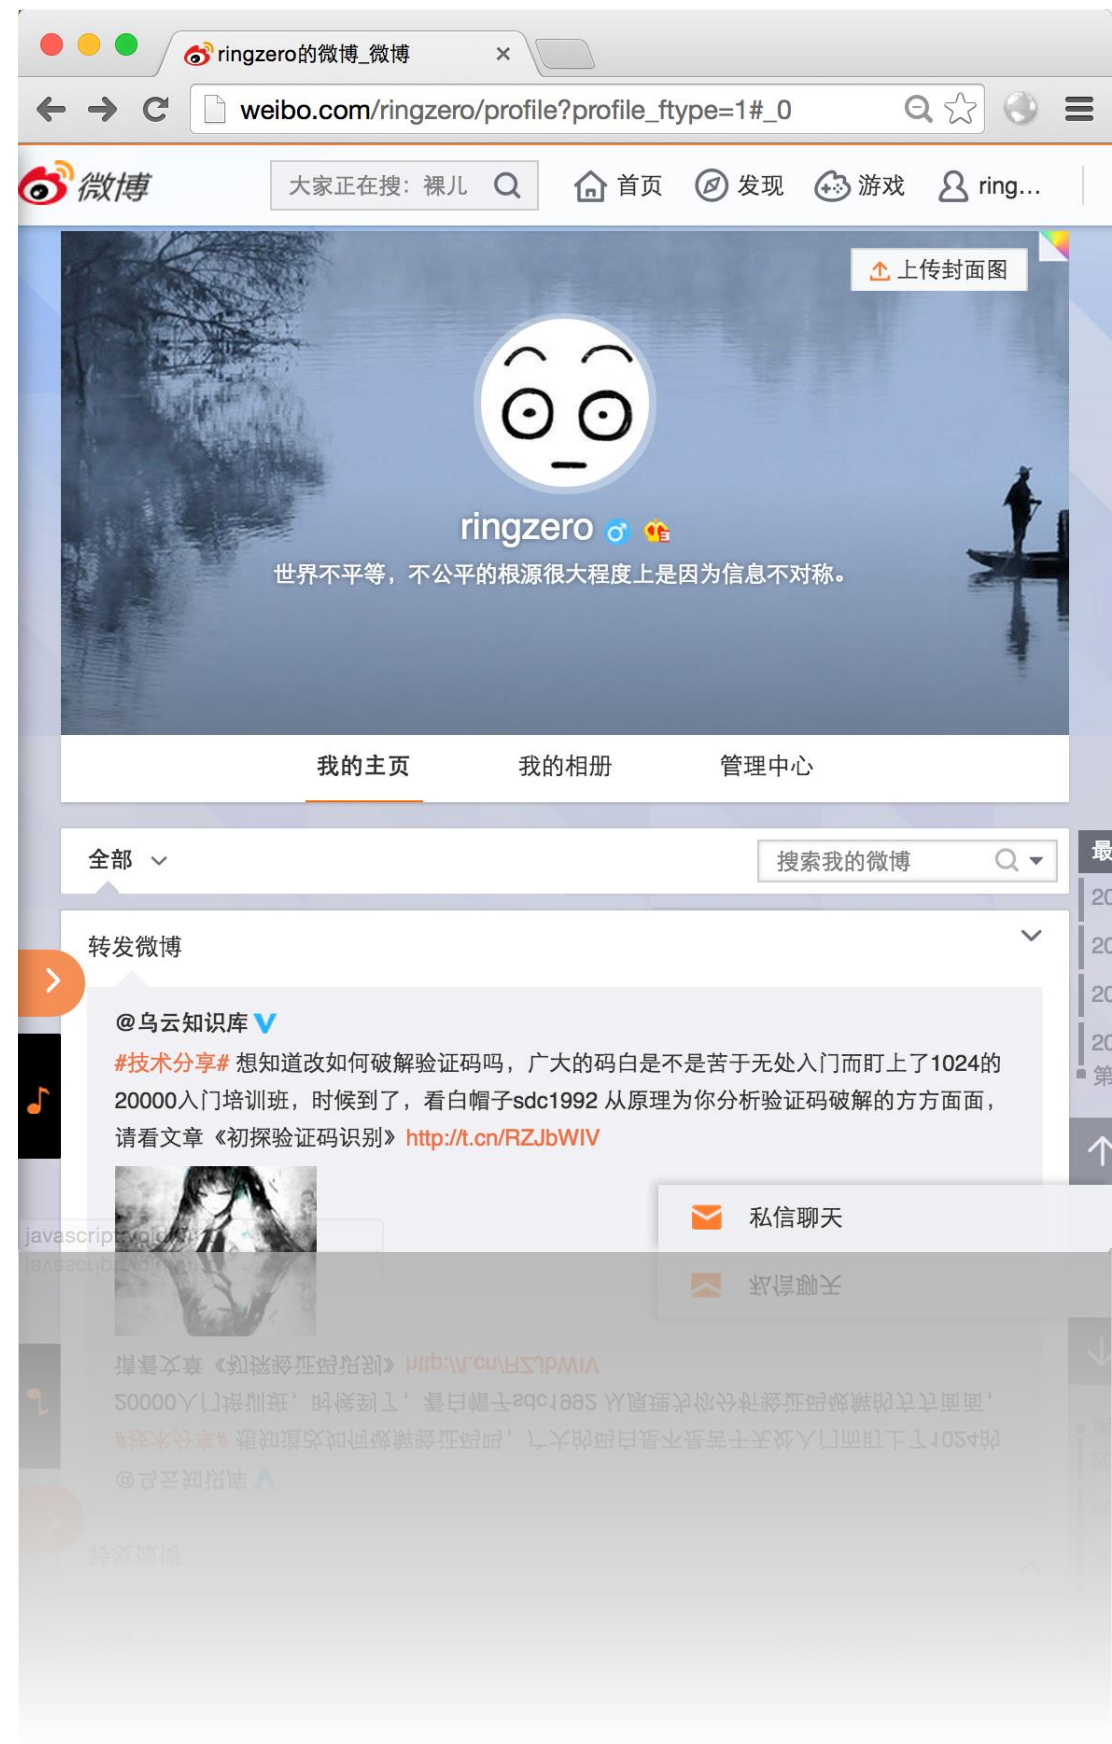 ringzero的微博_微博
weibo.com/ringzero/profile?profile_ftype=1#_0
微博
大家正在搜：裸儿
首页
发现
游戏
ring...
上传封面图
ringzero
世界不平等，不公平的根源很大程度上是因为信息不对称。
我的主页
我的相册
管理中心
全部
搜索我的微博
最
20
20
20
20
第
转发微博
@乌云知识库
#技术分享# 想知道改如何破解验证码吗，广大的码白是不是苦于无处入门而盯上了1024的
20000入门培训班，时候到了，看白帽子sdc1992 从原理为你分析验证码破解的方方面面，
请看文章《初探验证码识别》http://t.cn/RZJbWIV
私信聊天